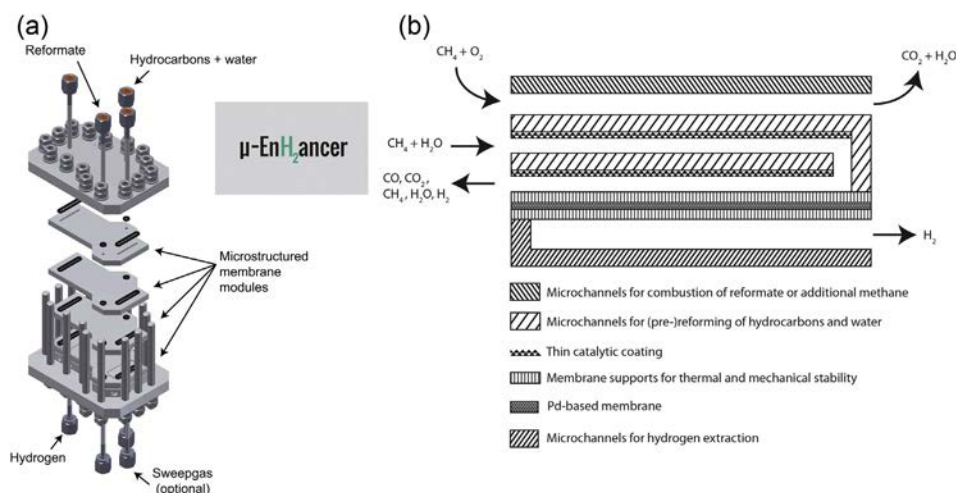 (a)
Reformate
Hydrocarbons + water
μ-EnH₂ancer
Microstructured
membrane
modules
Hydrogen
Sweepgas
(optional)
(b)
CH₄ + O₂
CO₂ + H₂O
CH₄ + H₂O
CO, CO₂,
CH₄, H₂O, H₂
H₂
Microchannels for combustion of reformate or additional methane
Microchannels for (pre-)reforming of hydrocarbons and water
Thin catalytic coating
Membrane supports for thermal and mechanical stability
Pd-based membrane
Microchannels for hydrogen extraction